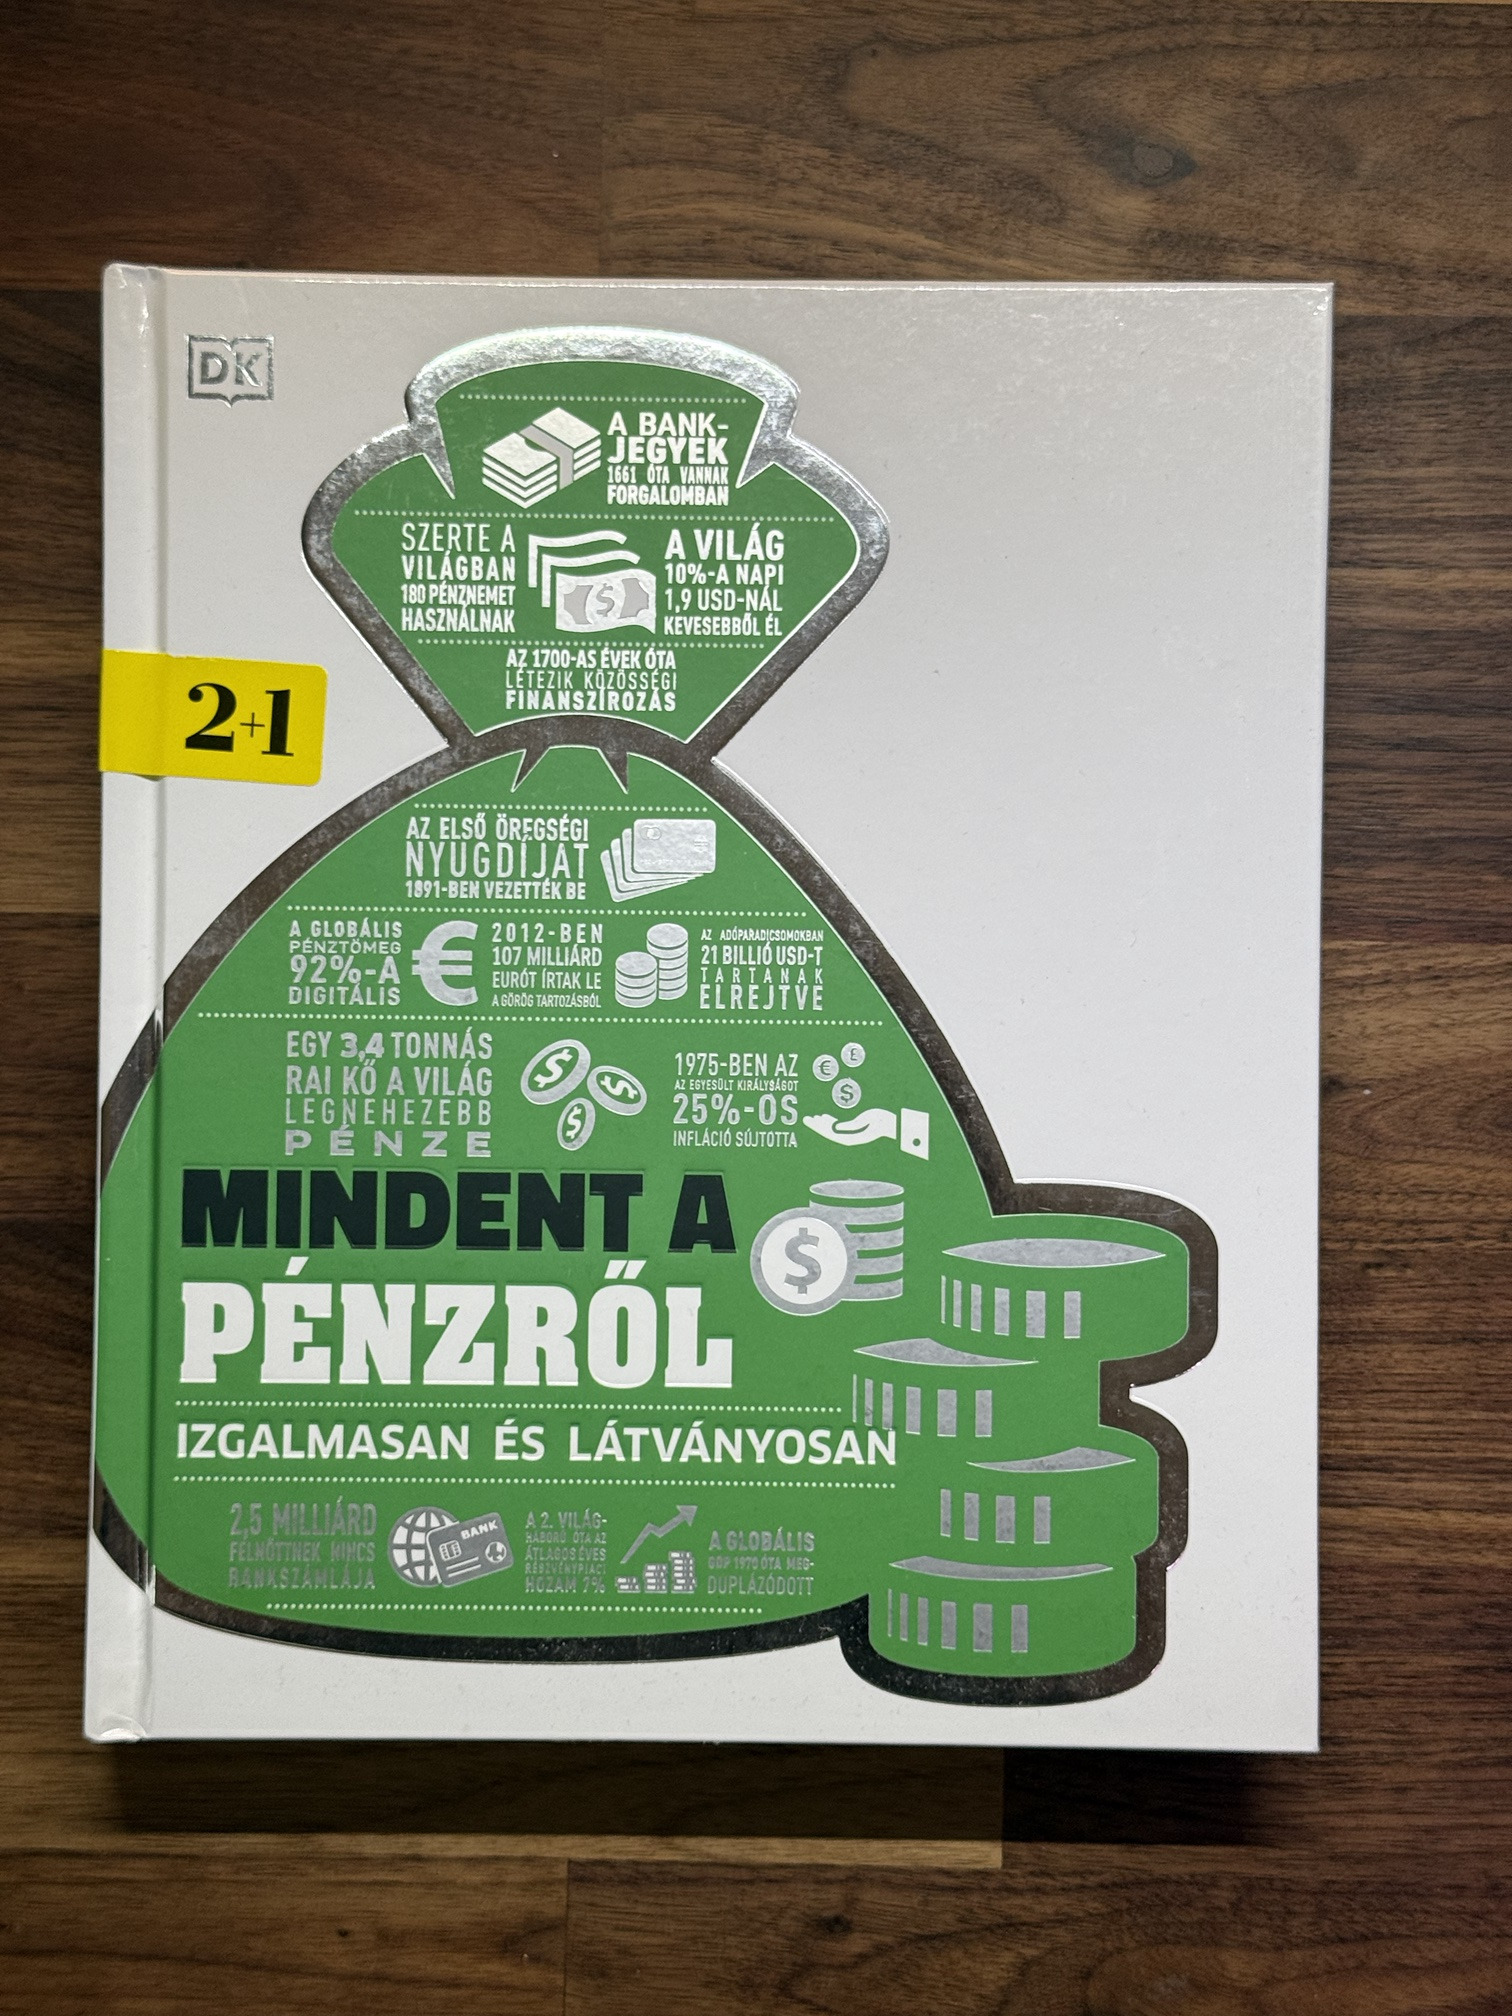 DK
A BANK-
JEGYEK
1661 ÓTA VANNAK
FORGALOMBAN
SZERTE A
VILÁGBAN
180 PÉNZNEMET
HASZNÁLNAK
$
A VILÁG
10%-A NAPI
1,9 USD-NÁL
KEVESEBBŐL ÉL
AZ 1700-AS ÉVEK ÓTA
LÉTEZIK KÖZÖSSÉGI
FINANSZÍROZÁS
2+1
AZ ELSŐ ÖREGSÉGI
NYUGDÍJAT
1891-BEN VEZETTÉK BE
A GLOBÁLIS
PÉNZTÖMEG
92%-A
DIGITÁLIS
€
2012-BEN
107 MILLIÁRD
EURÓT ÍRTAK LE
A GÖRÖG TARTOZÁSBÓL
AZ ADÓPARADICSOMOKBAN
21 BILLIÓ USD-T
TARTANAK
ELREJTVE
EGY 3,4 TONNÁS
RAI KŐ A VILÁG
LEGNEHEZEBB
PÉNZE
$
$
$
1975-BEN AZ
AZ EGYESÜLT KIRÁLYSÁGOT
25%-OS
INFLÁCIÓ SÚJTOTTA
€
£
$
MINDENT A
PÉNZRŐL
$
IZGALMASAN ÉS LÁTVÁNYOSAN
2,5 MILLIÁRD
FELNŐTTNEK NINCS
BANKSZÁMLÁJA
BANK
A 2. VILÁG-
HÁBORÚ ÓTA AZ
ÁTLAGOS ÉVES
RÉSZVÉNYPIACI
HOZAM 7%
A GLOBÁLIS
GDP 1970 ÓTA MEG-
DUPLÁZÓDOTT